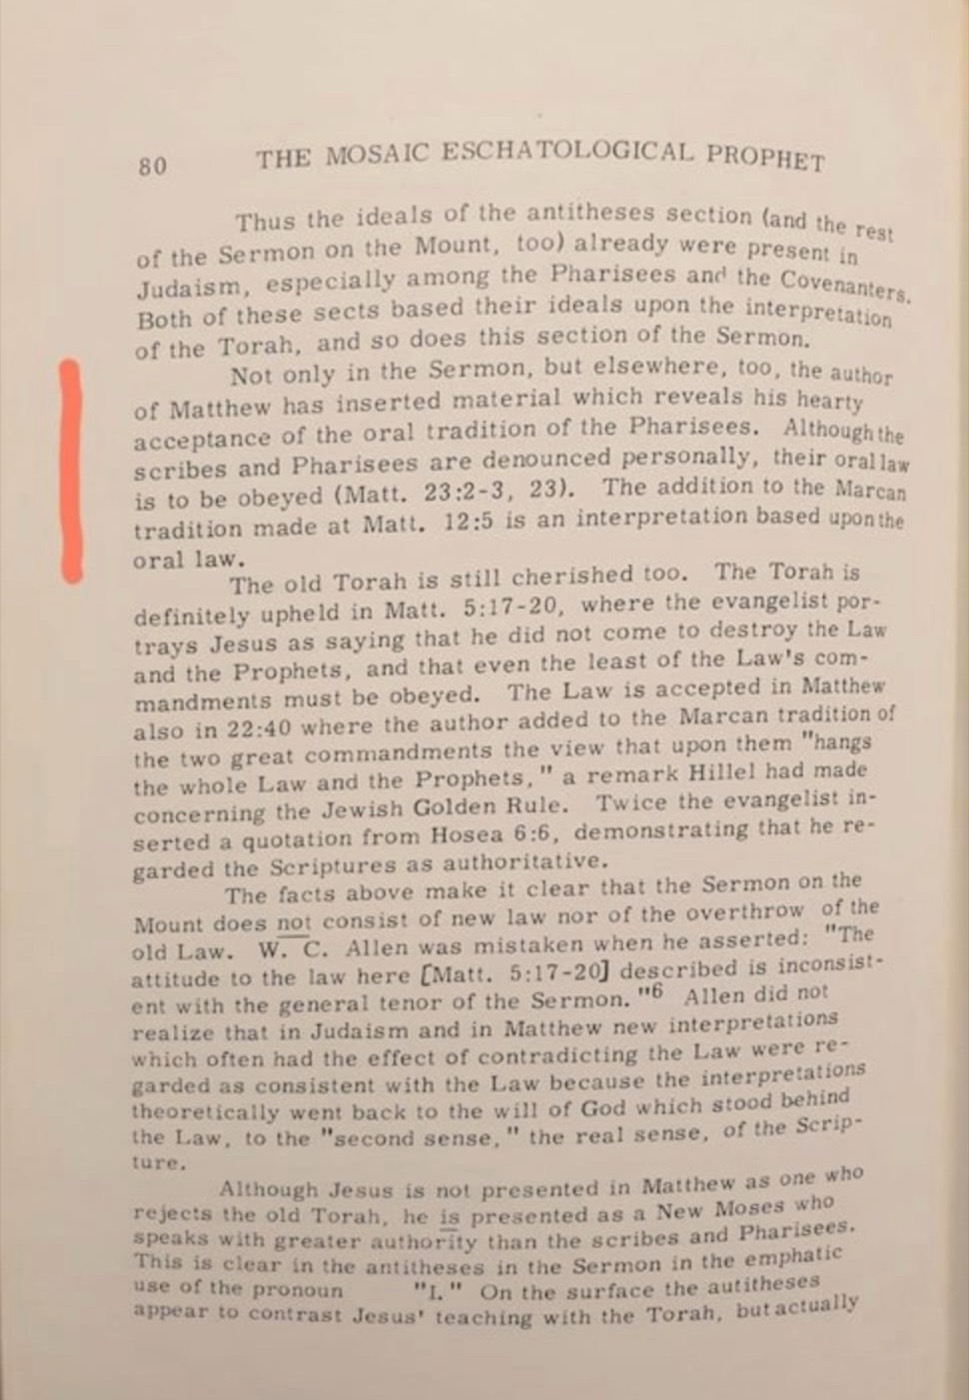 80 THE MOSAIC ESCHATOLOGICAL PROPHET
Thus the ideals of the antitheses section (and the rest
of the Sermon on the Mount, too) already were present in
Judaism, especially among the Pharisees and the Covenanters.
Both of these sects based their ideals upon the interpretation
of the Torah, and so does this section of the Sermon.
Not only in the Sermon, but elsewhere, too, the author
of Matthew has inserted material which reveals his hearty
acceptance of the oral tradition of the Pharisees. Although the
scribes and Pharisees are denounced personally, their oral law
is to be obeyed (Matt. 23:2-3, 23). The addition to the Marcan
tradition made at Matt. 12:5 is an interpretation based upon the
oral law.
The old Torah is still cherished too. The Torah is
definitely upheld in Matt. 5:17-20, where the evangelist por-
trays Jesus as saying that he did not come to destroy the Law
and the Prophets, and that even the least of the Law's com-
mandments must be obeyed. The Law is accepted in Matthew
also in 22:40 where the author added to the Marcan tradition of
the two great commandments the view that upon them "hangs
the whole Law and the Prophets," a remark Hillel had made
concerning the Jewish Golden Rule. Twice the evangelist in-
serted a quotation from Hosea 6:6, demonstrating that he re-
garded the Scriptures as authoritative.
The facts above make it clear that the Sermon on the
Mount does not consist of new law nor of the overthrow of the
old Law. W. C. Allen was mistaken when he asserted: "The
attitude to the law here [Matt. 5:17-20] described is inconsist-
ent with the general tenor of the Sermon."6 Allen did not
realize that in Judaism and in Matthew new interpretations
which often had the effect of contradicting the Law were re-
garded as consistent with the Law because the interpretations
theoretically went back to the will of God which stood behind
the Law, to the "second sense," the real sense, of the Scrip-
ture.
Although Jesus is not presented in Matthew as one who
rejects the old Torah, he is presented as a New Moses who
speaks with greater authority than the scribes and Pharisees.
This is clear in the antitheses in the Sermon in the emphatic
use of the pronoun "I." On the surface the autitheses
appear to contrast Jesus' teaching with the Torah, but actually